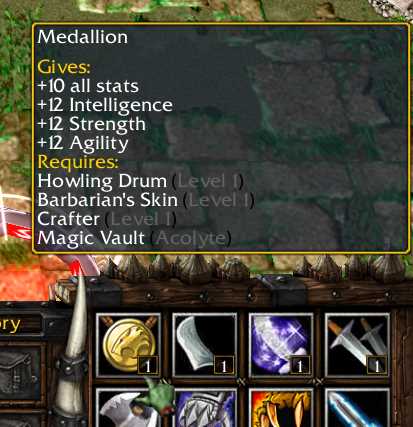 Medallion
Gives:
+10 all stats
+12 Intelligence
+12 Strength
+12 Agility
Requires:
Howling Drum (Level 1)
Barbarian's Skin (Level 1)
Crafter (Level 1)
Magic Vault (Acolyte)
ory
1 1 1 1